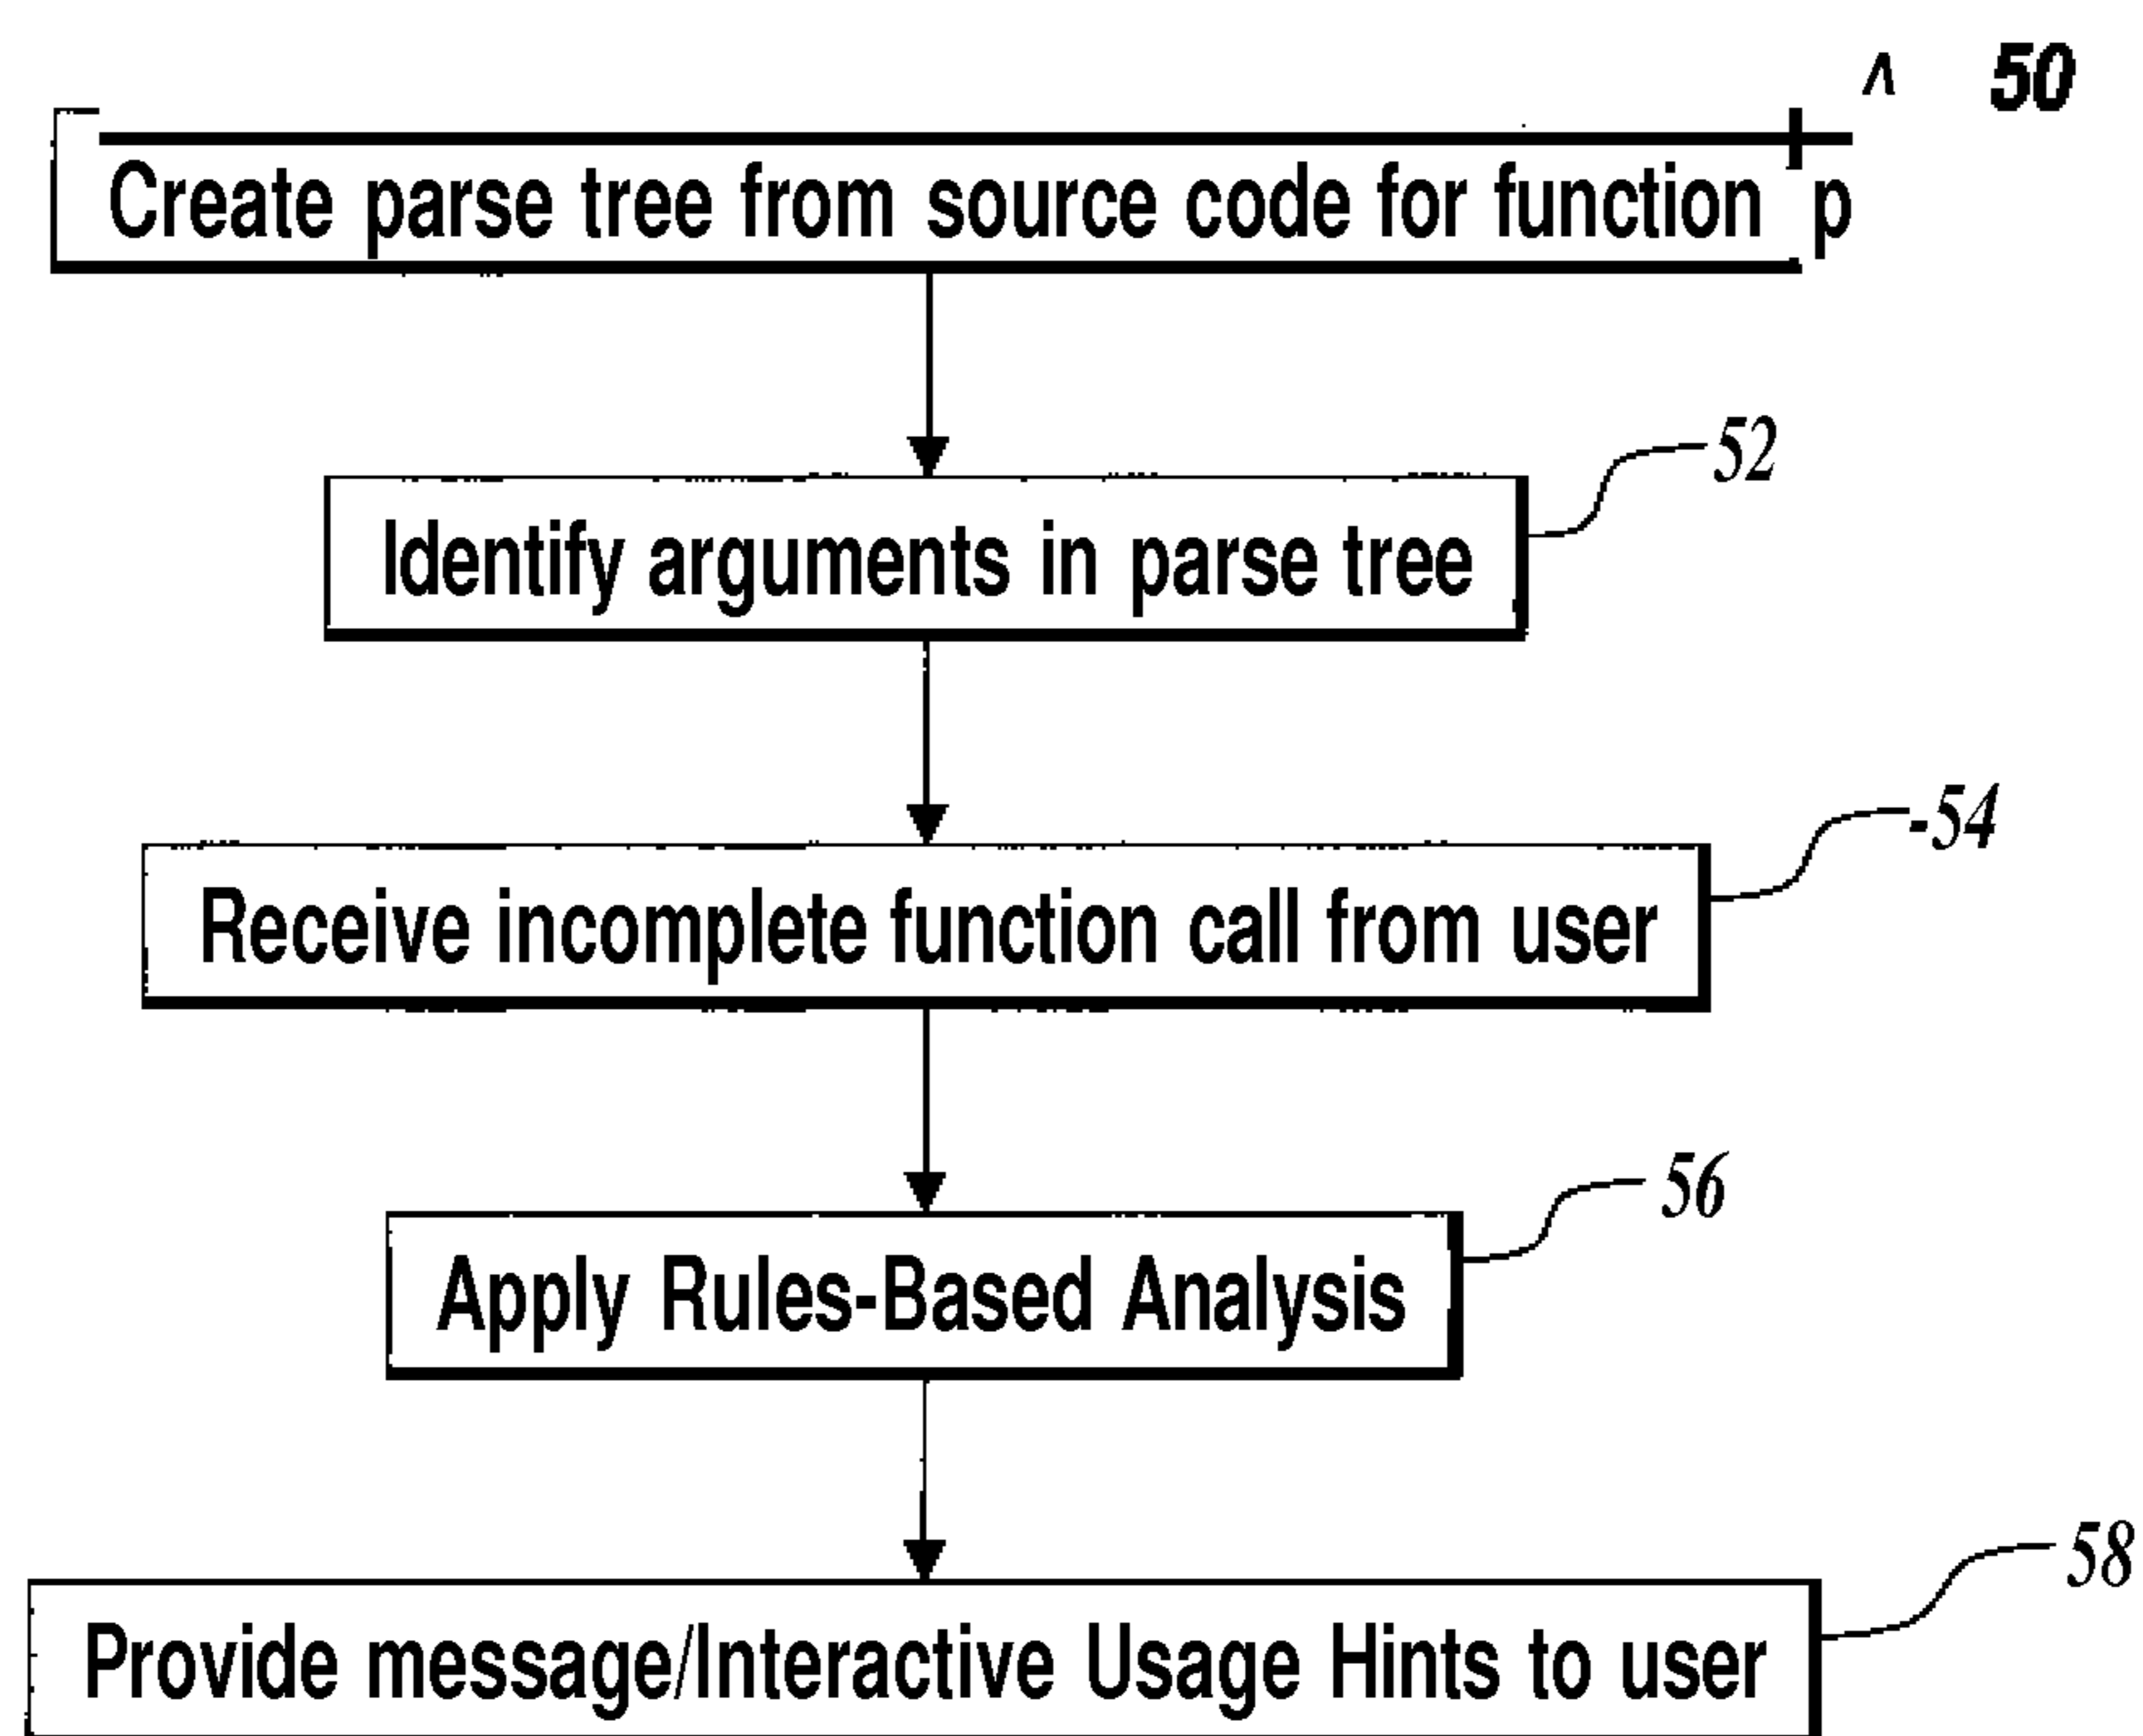 50
Create parse tree from source code for function p
52
Identify arguments in parse tree
-54
Receive incomplete function call from user
56
Apply Rules-Based Analysis
58
Provide message/Interactive Usage Hints to user